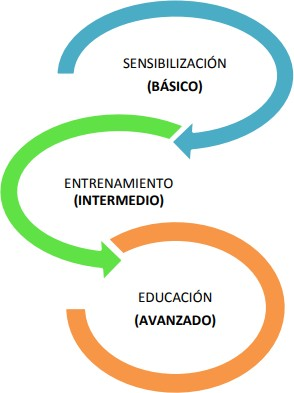 SENSIBILIZACIÓN
(BÁSICO)
ENTRENAMIENTO
(INTERMEDIO)
EDUCACIÓN
(AVANZADO)